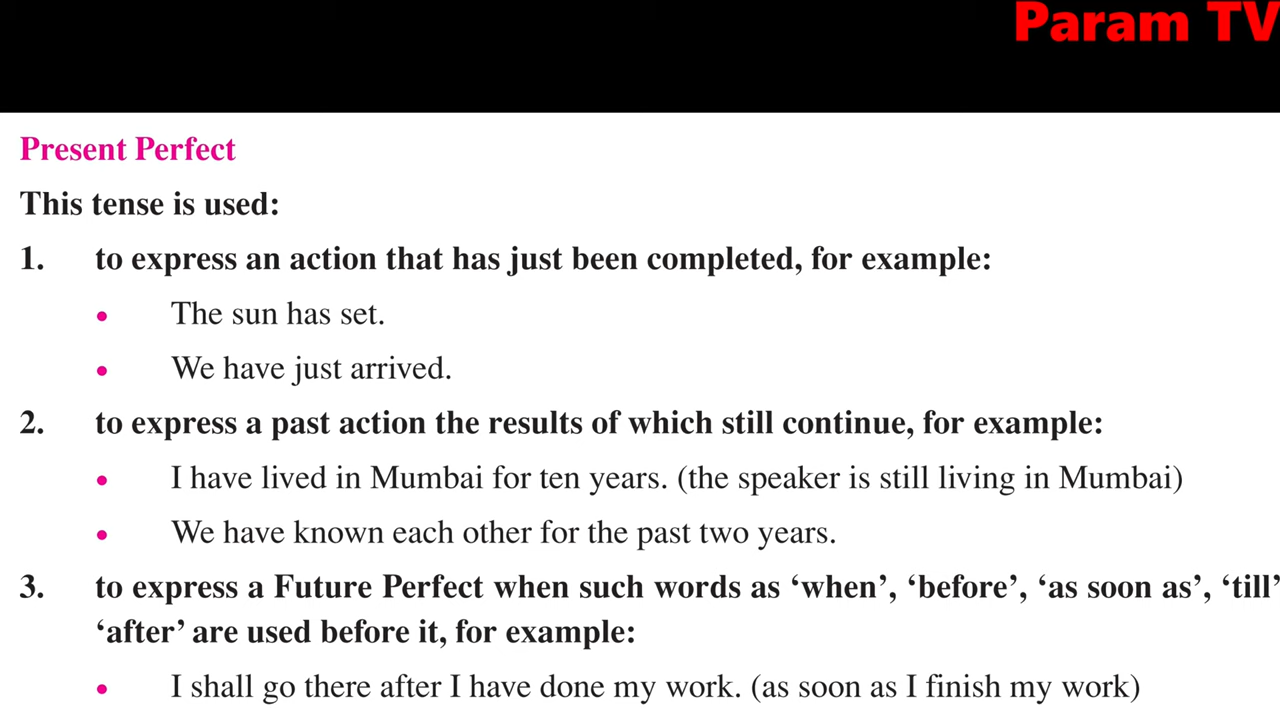 Param TV
Present Perfect
This tense is used:
1. to express an action that has just been completed, for example:
• The sun has set.
• We have just arrived.
2. to express a past action the results of which still continue, for example:
• I have lived in Mumbai for ten years. (the speaker is still living in Mumbai)
• We have known each other for the past two years.
3. to express a Future Perfect when such words as ‘when’, ‘before’, ‘as soon as’, ‘till’
‘after’ are used before it, for example:
• I shall go there after I have done my work. (as soon as I finish my work)